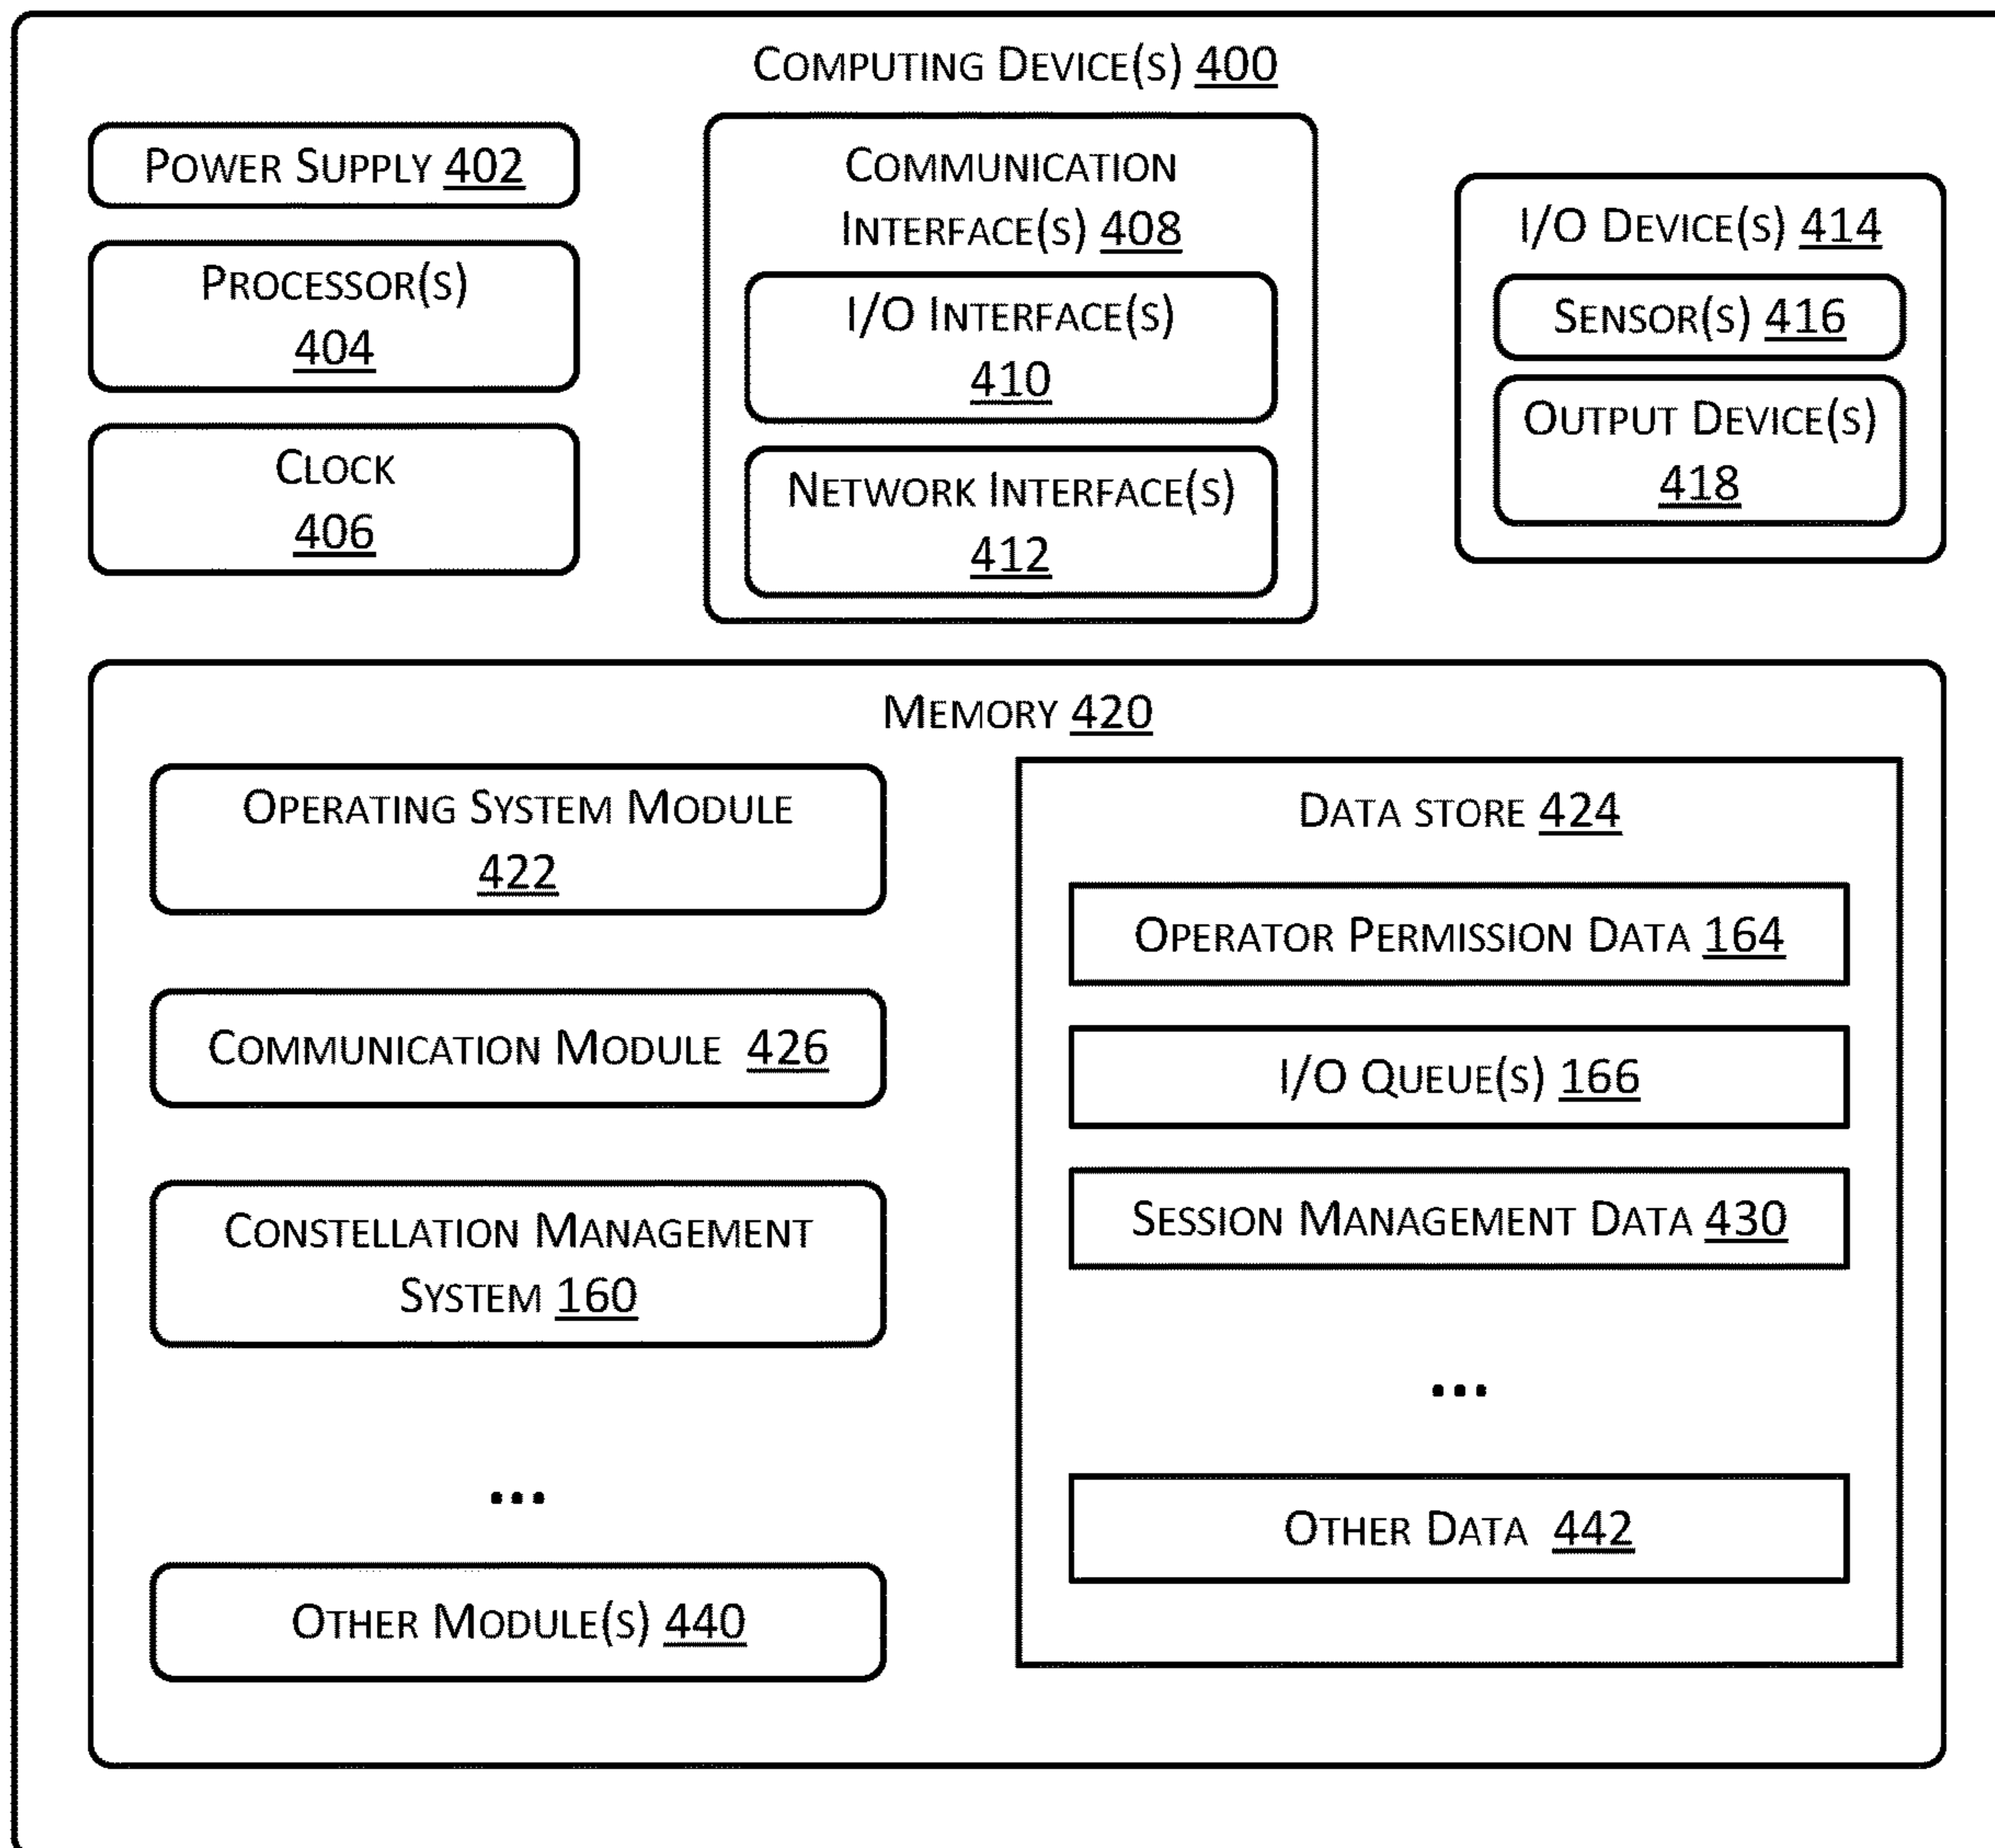 COMPUTING DEVICE(S) 400
POWER SUPPLY 402
PROCESSOR(S)
404
CLOCK
406
COMMUNICATION
INTERFACE(S) 408
I/O INTERFACE(S)
410
NETWORK INTERFACE(S)
412
I/O DEVICE(S) 414
SENSOR(S) 416
OUTPUT DEVICE(S)
418
MEMORY 420
OPERATING SYSTEM MODULE
422
COMMUNICATION MODULE 426
CONSTELLATION MANAGEMENT
SYSTEM 160
...
OTHER MODULE(S) 440
DATA STORE 424
OPERATOR PERMISSION DATA 164
I/O QUEUE(S) 166
SESSION MANAGEMENT DATA 430
...
OTHER DATA 442